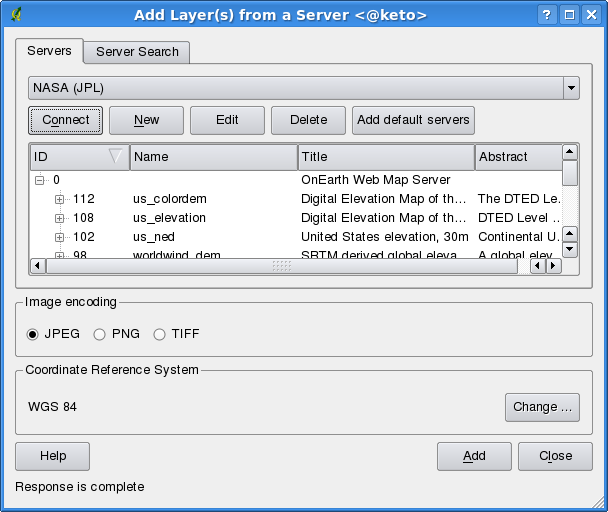 Add Layer(s) from a Server <@keto>
Servers Server Search
NASA (JPL)
Connect New Edit Delete Add default servers
ID Name Title Abstract
0 OnEarth Web Map Server
112 us_colordem Digital Elevation Map of th... The DTED Le...
108 us_elevation Digital Elevation Map of th... DTED Level ...
102 us_ned United States elevation, 30m Continental U...
98 worldwind_dem SRTM derived global eleva... A global elev...
Image encoding
JPEG PNG TIFF
Coordinate Reference System
WGS 84 Change ...
Help Add Close
Response is complete